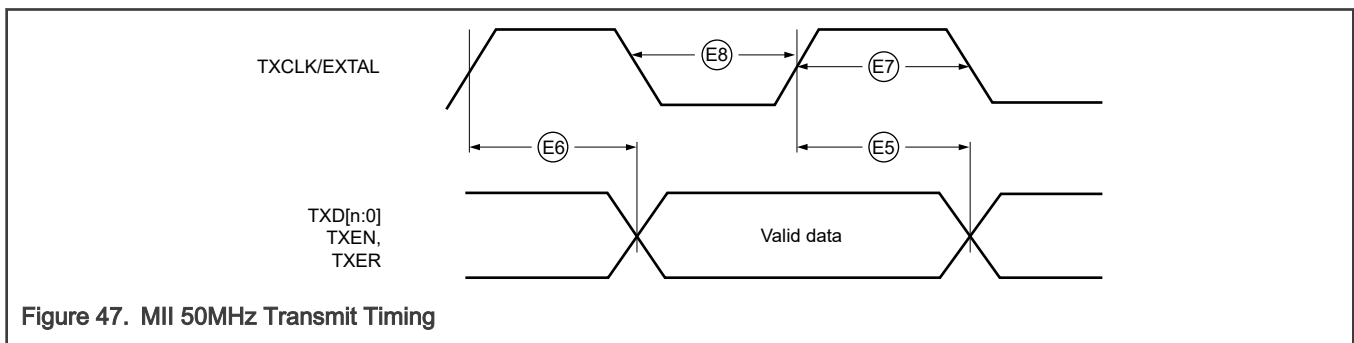 TXCLK/EXTAL
E8
E7
E6
E5
TXD[n:0]
TXEN,
TXER
Valid data
Figure 47. MII 50MHz Transmit Timing